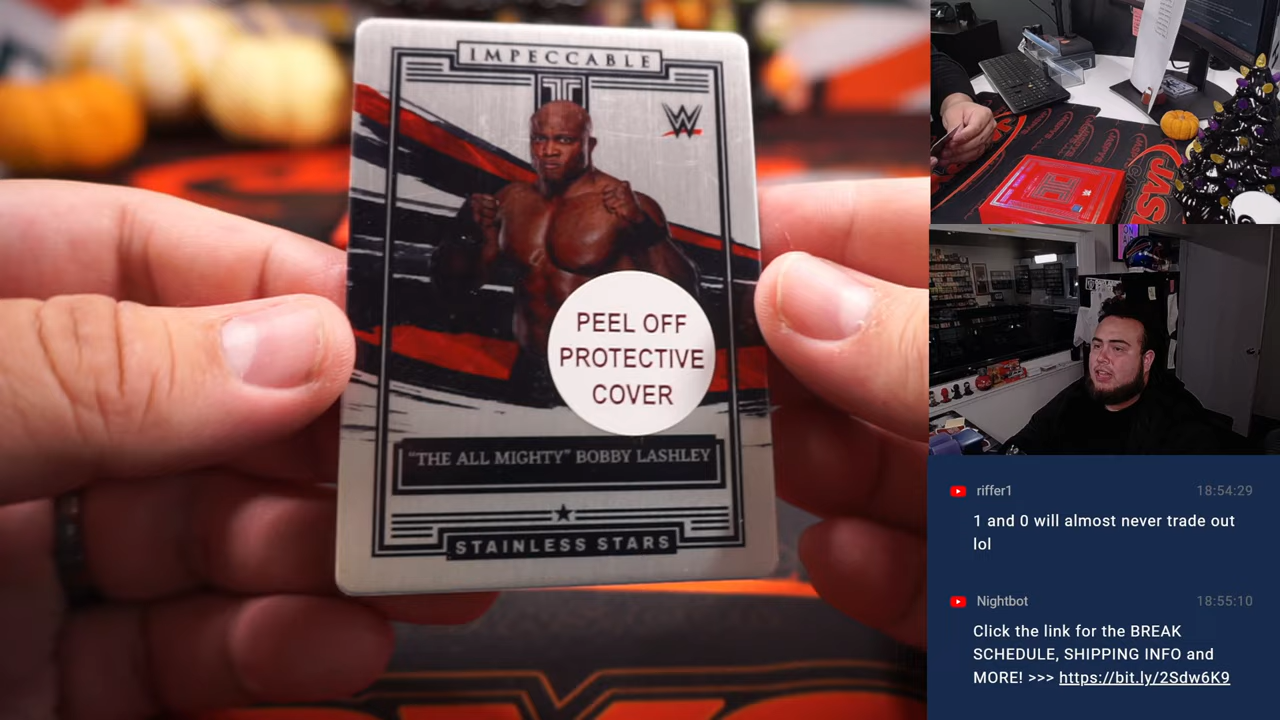 IMPECCABLE
W
PEEL OFF
PROTECTIVE
COVER
"THE ALL MIGHTY" BOBBY LASHLEY
STAINLESS STARS
riffer1 18:54:29
1 and 0 will almost never trade out
lol
Nightbot 18:55:10
Click the link for the BREAK
SCHEDULE, SHIPPING INFO and
MORE! >>> https://bit.ly/2Sdw6K9